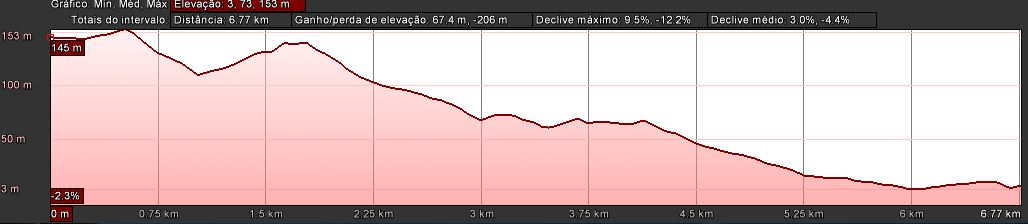 Gráfico: Min, Méd, Máx Elevação: 3, 73, 153 m
Totais do intervalo: Distância: 6.77 km Ganho/perda de elevação: 67.4 m, -206 m Declive máximo: 9.5%, -12.2% Declive médio: 3.0%, -4.4%
153 m
145 m
100 m
50 m
3 m
-2.3%
0 m 0.75 km 1.5 km 2.25 km 3 km 3.75 km 4.5 km 5.25 km 6 km 6.77 km